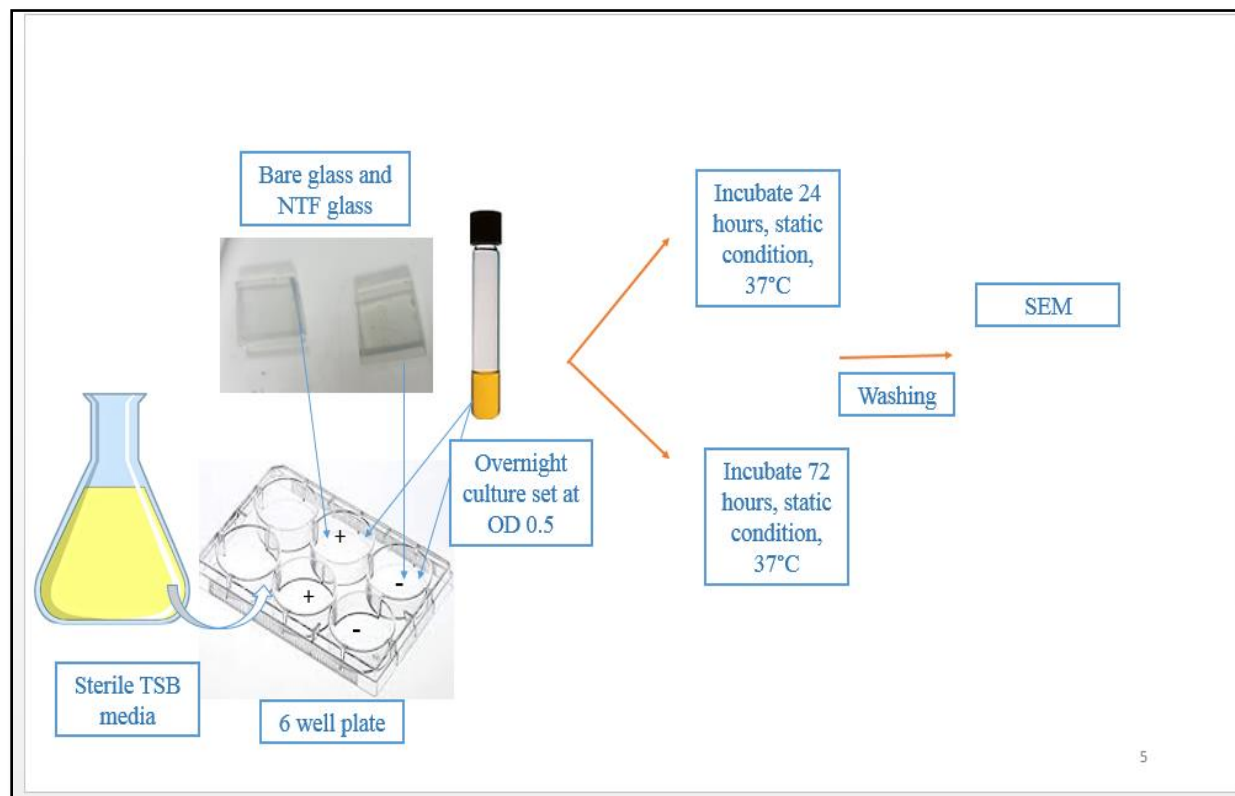 Bare glass and
NTF glass
Incubate 24
hours, static
condition,
37°C
SEM
Washing
Overnight
culture set at
OD 0.5
Incubate 72
hours, static
condition,
37°C
+
-
+
-
Sterile TSB
media
6 well plate
5